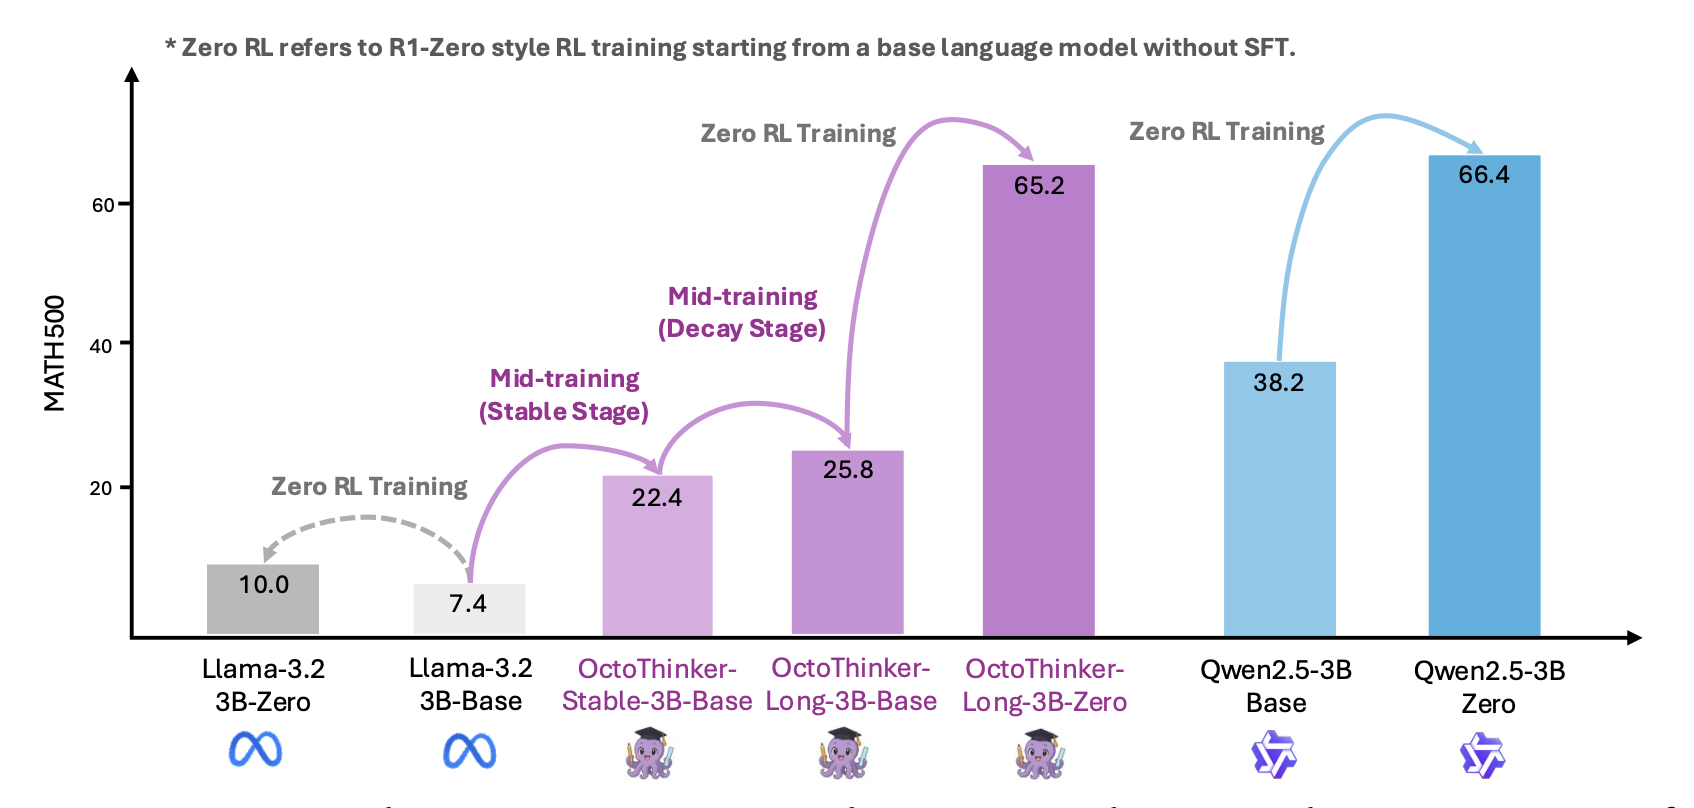 * Zero RL refers to R1-Zero style RL training starting from a base language model without SFT.
MATH500
60
40
20
Zero RL Training
Mid-training
(Stable Stage)
Mid-training
(Decay Stage)
Zero RL Training
Zero RL Training
10.0
7.4
22.4
25.8
65.2
38.2
66.4
Llama-3.2
3B-Zero
Llama-3.2
3B-Base
OctoThinker-
Stable-3B-Base
OctoThinker-
Long-3B-Base
OctoThinker-
Long-3B-Zero
Qwen2.5-3B
Base
Qwen2.5-3B
Zero